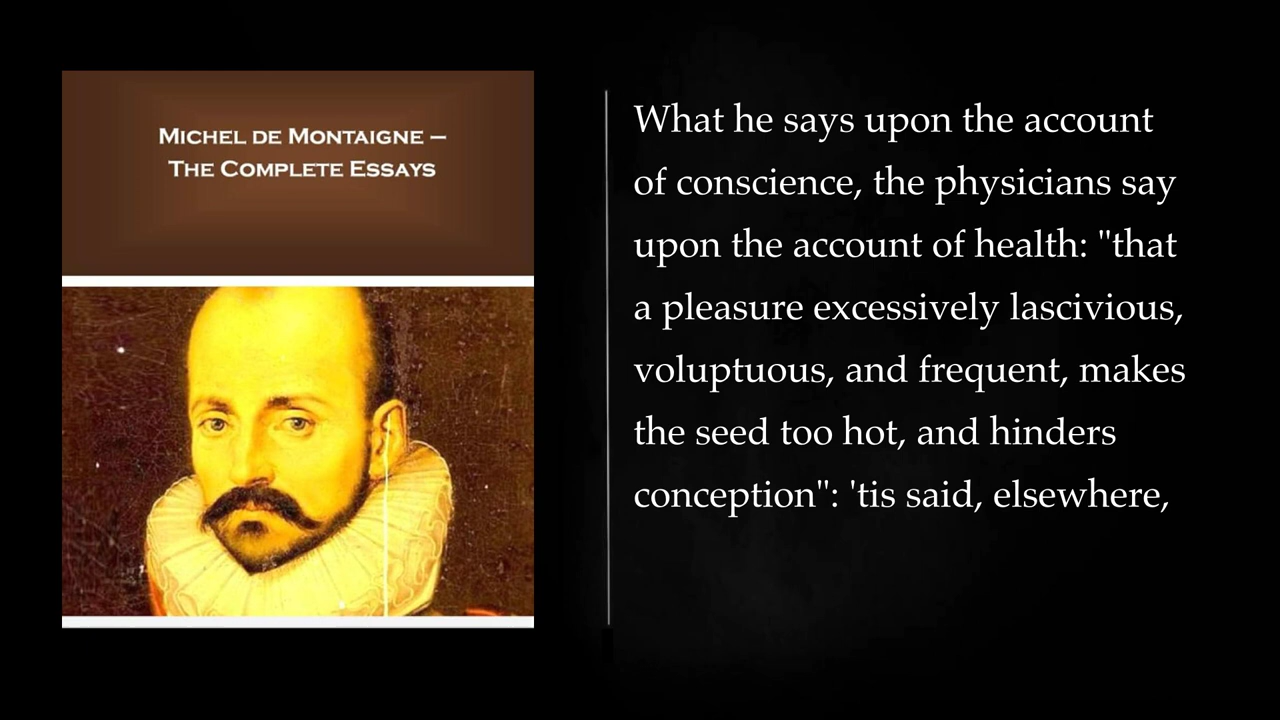 MICHEL DE MONTAIGNE –
THE COMPLETE ESSAYS
What he says upon the account
of conscience, the physicians say
upon the account of health: "that
a pleasure excessively lascivious,
voluptuous, and frequent, makes
the seed too hot, and hinders
conception": 'tis said, elsewhere,